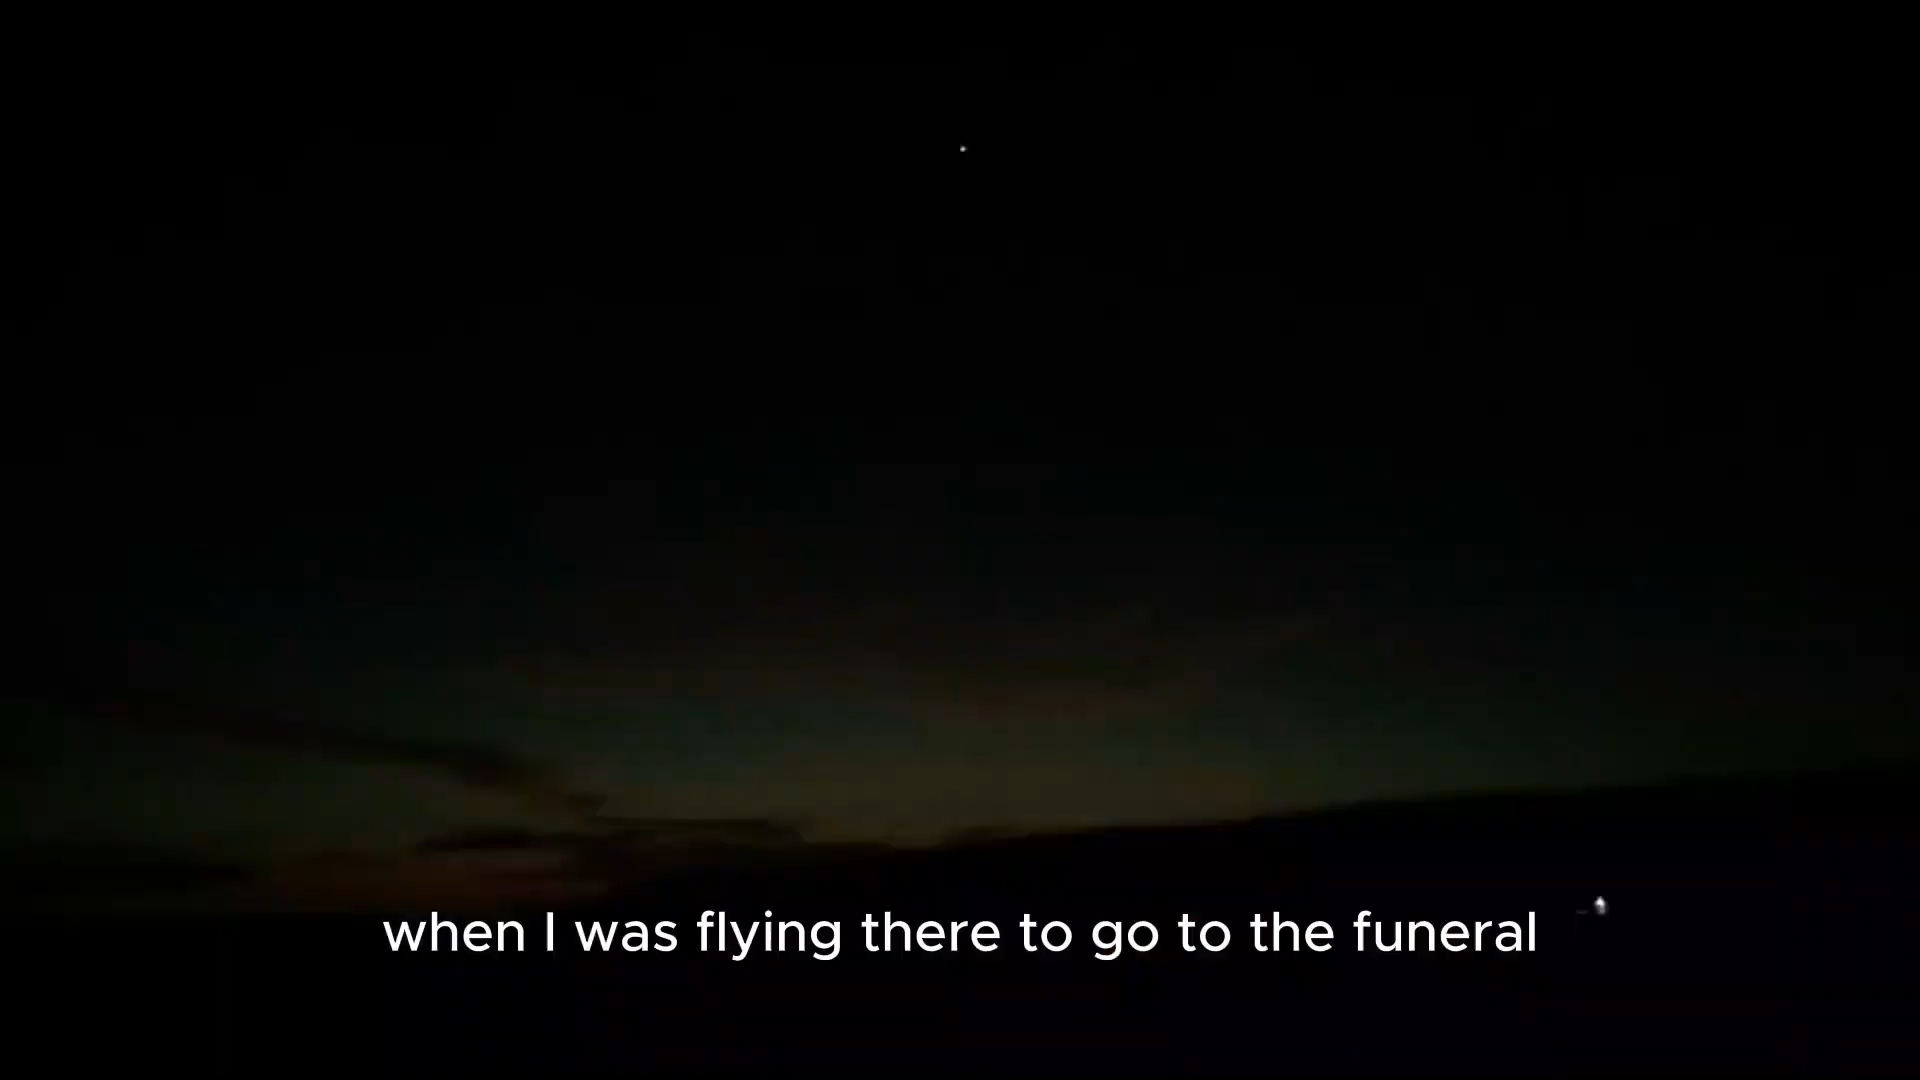 when I was flying there to go to the funeral